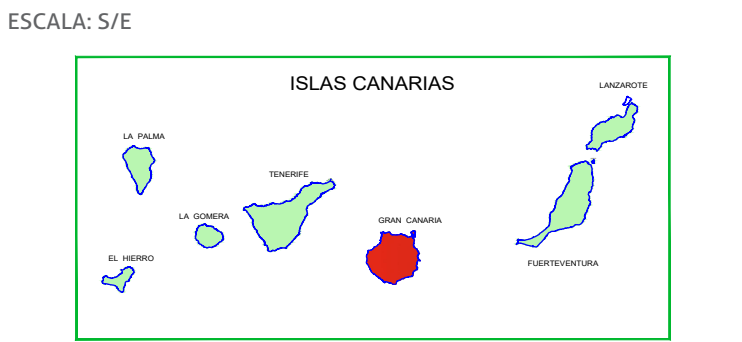 ESCALA: S/E
ISLAS CANARIAS
LANZAROTE
LA PALMA
TENERIFE
LA GOMERA
GRAN CANARIA
EL HIERRO
FUERTEVENTURA